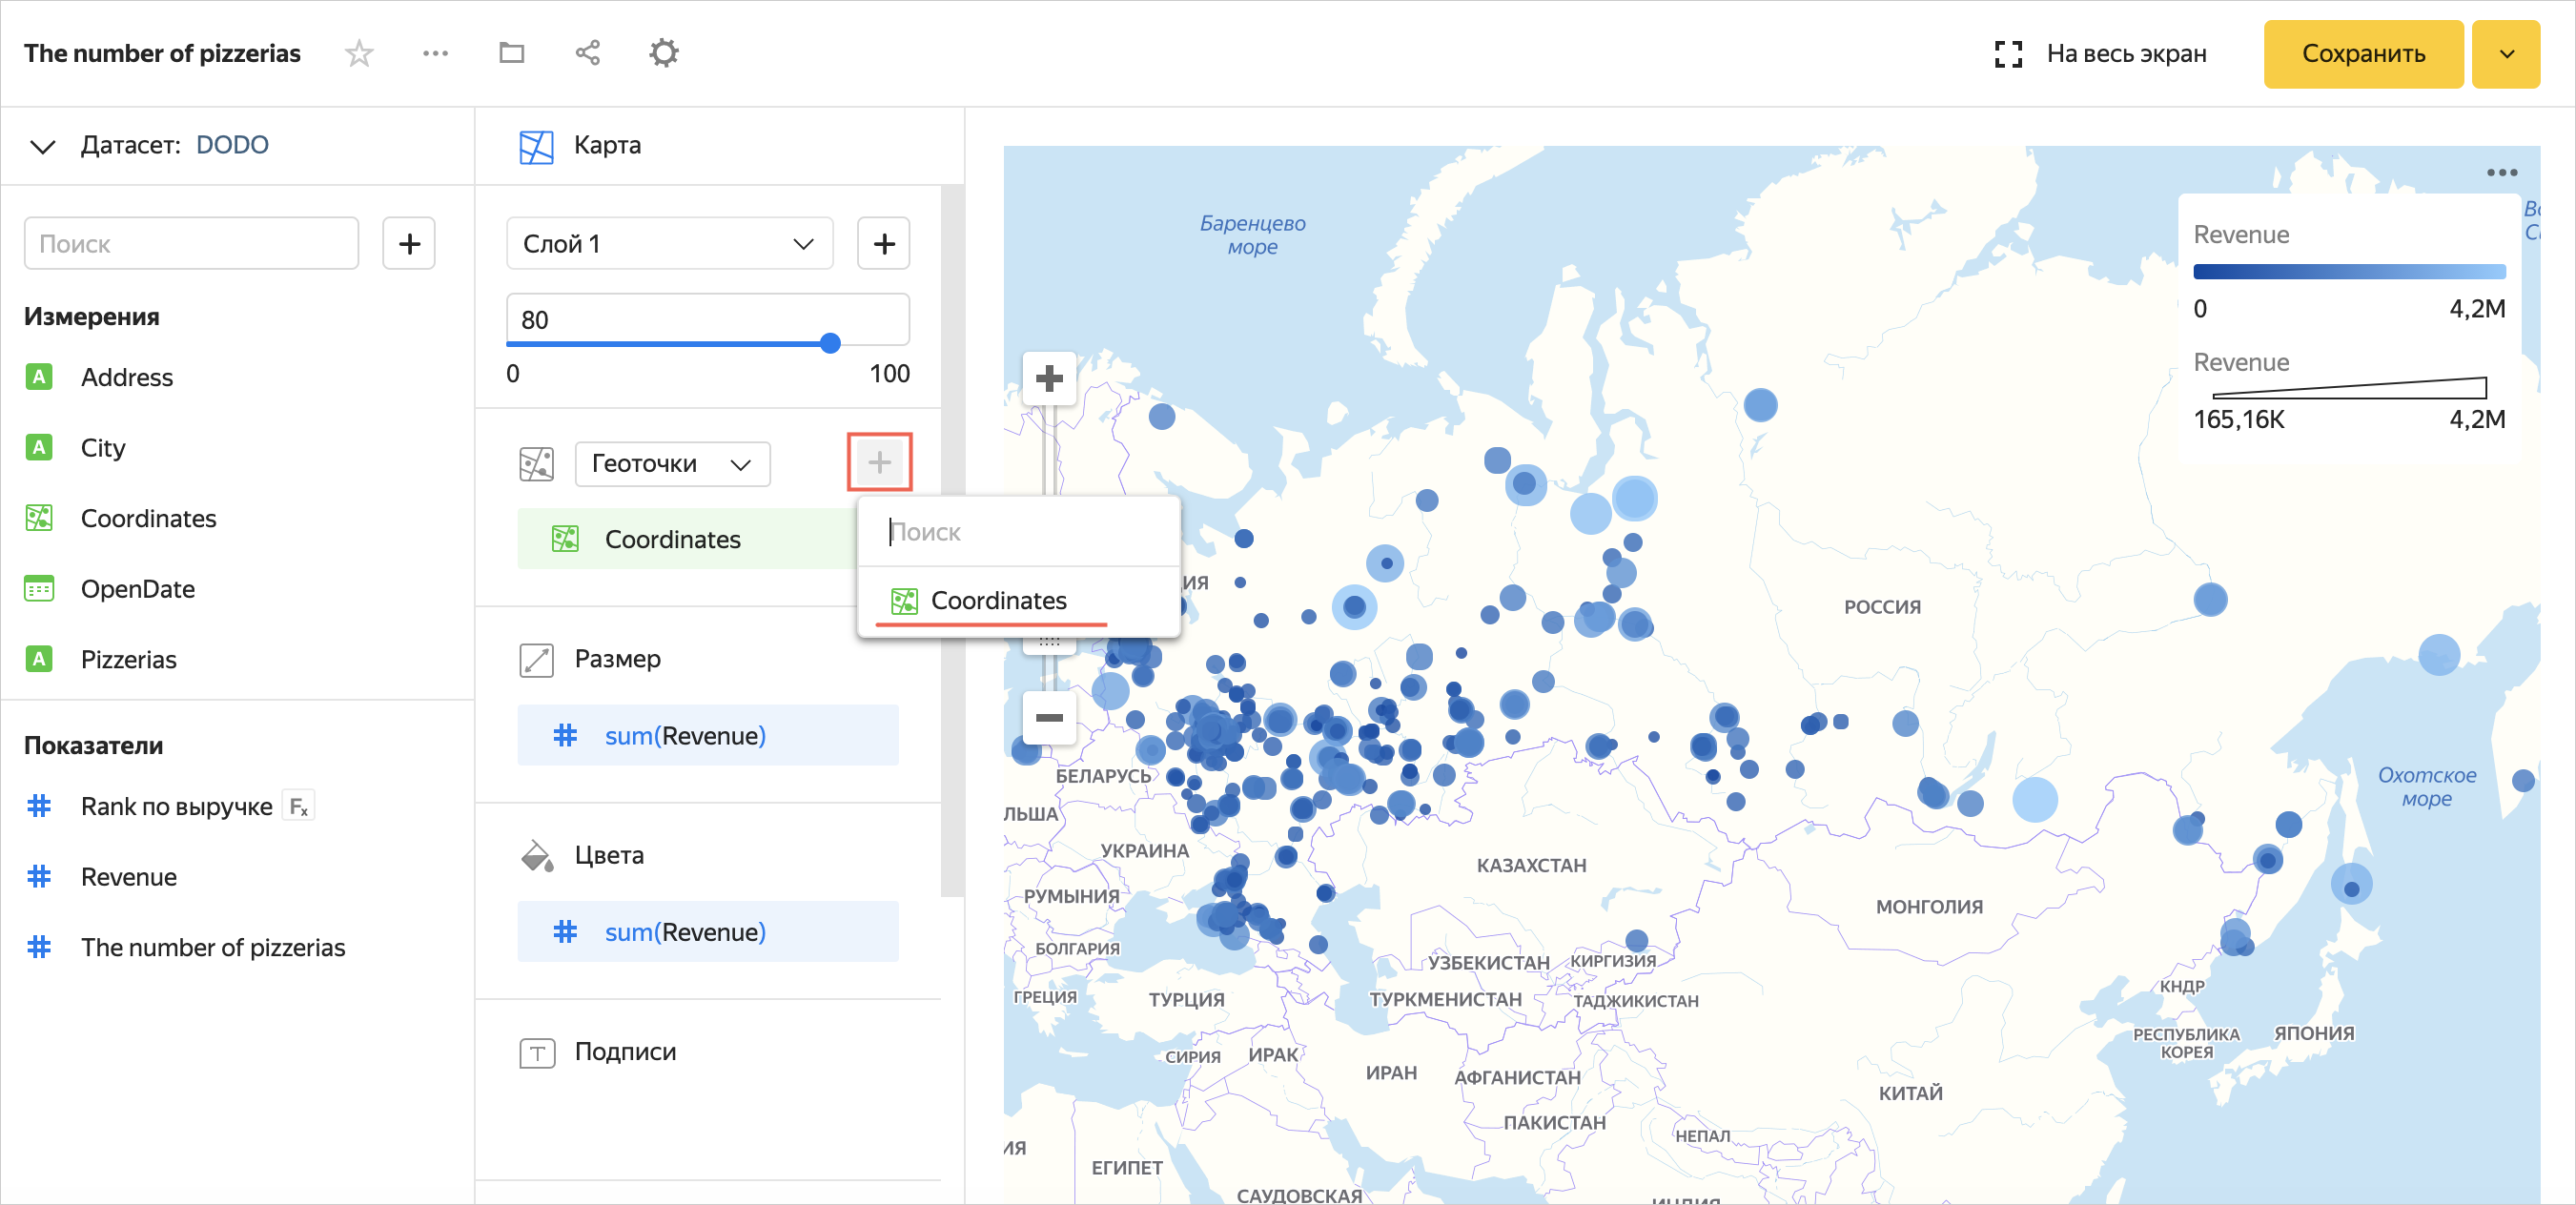 The number of pizzerias
На весь экран
Сохранить
Датасет: DODO
Поиск
Измерения
A Address
A City
Coordinates
OpenDate
A Pizzerias
Показатели
Rank по выручке Fx
Revenue
The number of pizzerias
Карта
Слой 1
80
0 100
Геоточки
Coordinates
Поиск
Coordinates
Размер
sum(Revenue)
Цвета
sum(Revenue)
T Подписи
Revenue
0 4,2M
Revenue
165,16K 4,2M
Баренцево
море
ИЯ
РОССИЯ
Охотское
море
БЕЛАРУСЬ
ЛЬША
УКРАИНА
КАЗАХСТАН
РУМЫНИЯ
МОНГОЛИЯ
БОЛГАРИЯ
УЗБЕКИСТАН
КИРГИЗИЯ
ГРЕЦИЯ
ТУРЦИЯ
ТУРКМЕНИСТАН
ТАДЖИКИСТАН
КНДР
РЕСПУБЛИКА
КОРЕЯ
ЯПОНИЯ
СИРИЯ
ИРАК
ИРАН
АФГАНИСТАН
КИТАЙ
ПАКИСТАН
НЕПАЛ
ИЯ
ЕГИПЕТ
САУДОВСКАЯ
ИНДИЯ